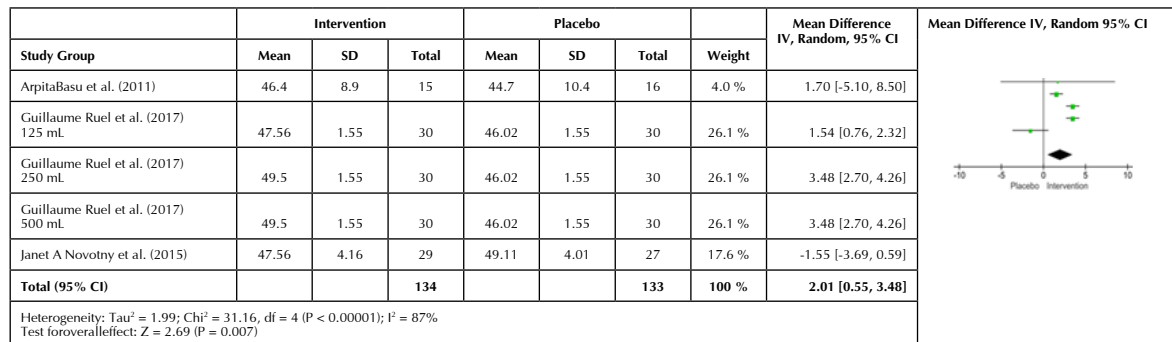 Intervention Placebo Mean Difference IV, Random, 95% CI Mean Difference IV, Random 95% CI
Study Group Mean SD Total Mean SD Total Weight
ArpitaBasu et al. (2011) 46.4 8.9 15 44.7 10.4 16 4.0 % 1.70 [-5.10, 8.50]
Guillaume Ruel et al. (2017)
125 mL 47.56 1.55 30 46.02 1.55 30 26.1 % 1.54 [0.76, 2.32]
Guillaume Ruel et al. (2017)
250 mL 49.5 1.55 30 46.02 1.55 30 26.1 % 3.48 [2.70, 4.26]
Guillaume Ruel et al. (2017)
500 mL 49.5 1.55 30 46.02 1.55 30 26.1 % 3.48 [2.70, 4.26]
Janet A Novotny et al. (2015) 47.56 4.16 29 49.11 4.01 27 17.6 % -1.55 [-3.69, 0.59]
Total (95% CI) 134 133 100 % 2.01 [0.55, 3.48]
Heterogeneity: Tau² = 1.99; Chi² = 31.16, df = 4 (P < 0.00001); I² = 87%
Test foroveralleffect: Z = 2.69 (P = 0.007)
-10 -5 0 5 10
Placebo Intervention